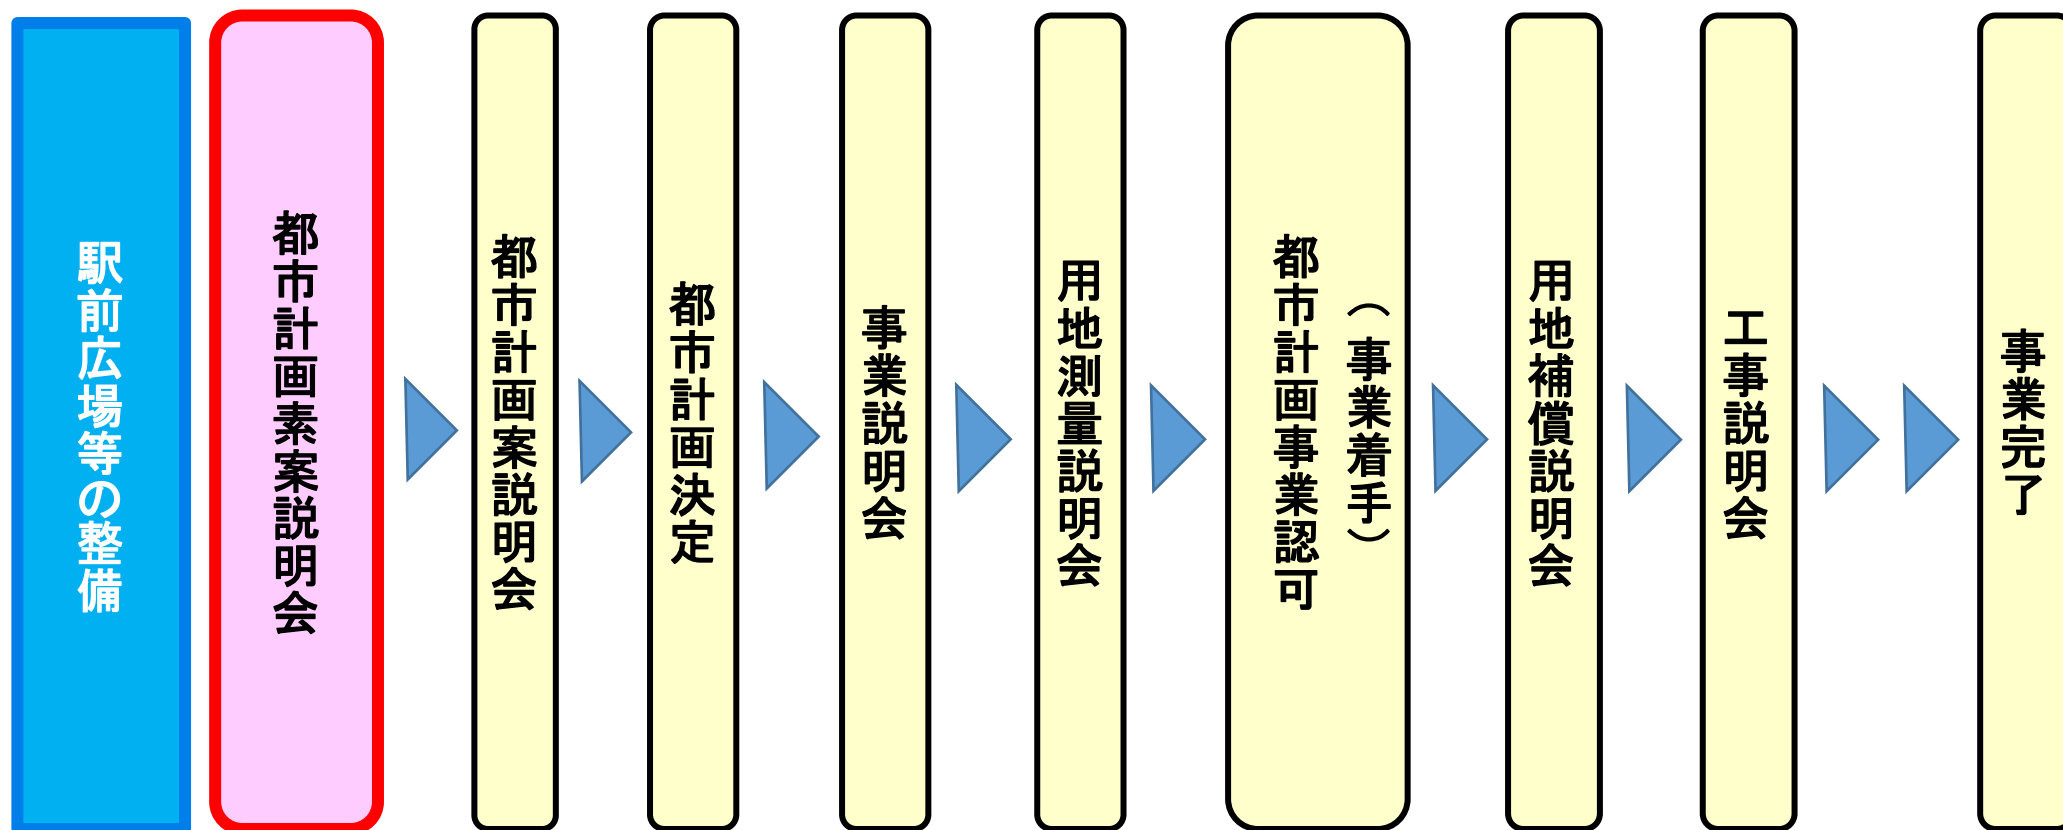 駅前広場等の整備
都市計画素案説明会
都市計画案説明会
都市計画決定
事業説明会
用地測量説明会
都市計画事業認可
（事業着手）
用地補償説明会
工事説明会
事業完了